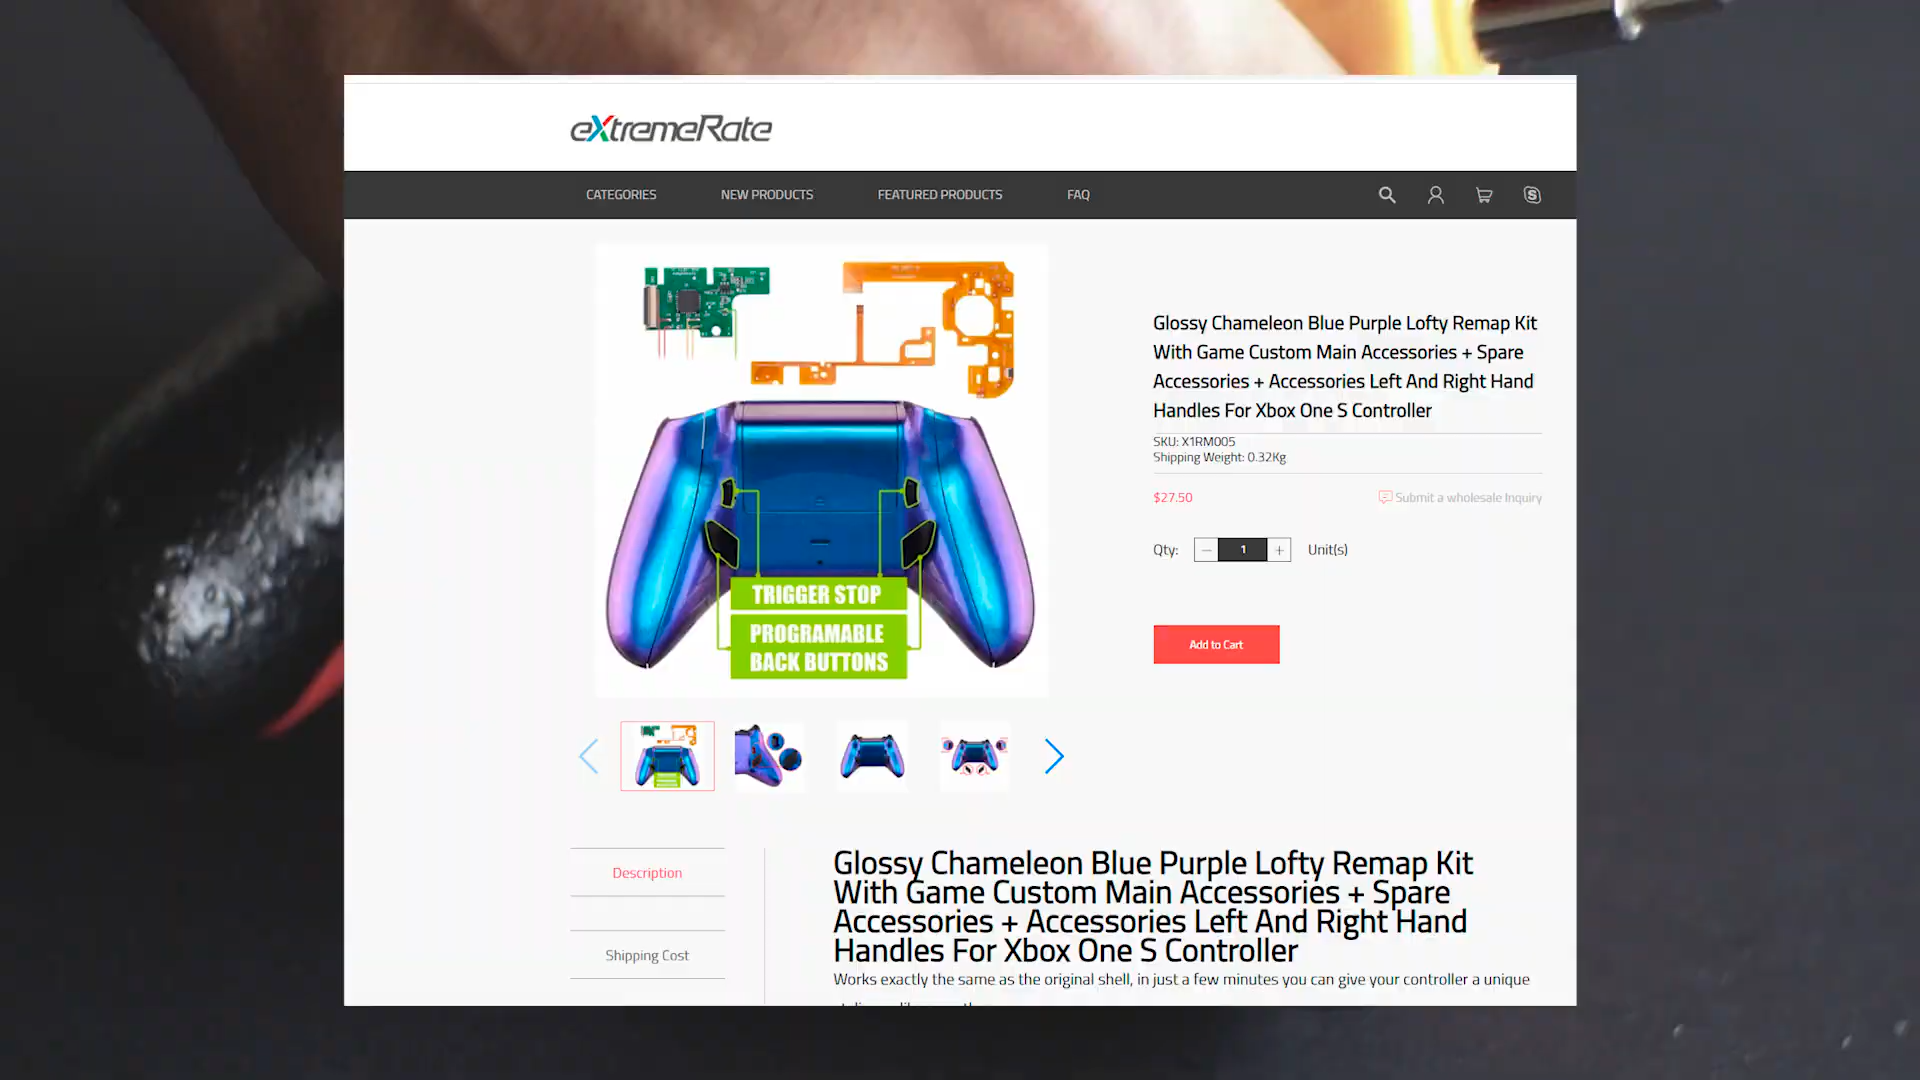 eXtremeRate
CATEGORIES
NEW PRODUCTS
FEATURED PRODUCTS
FAQ
TRIGGER STOP
PROGRAMABLE
BACK BUTTONS
Glossy Chameleon Blue Purple Lofty Remap Kit
With Game Custom Main Accessories + Spare
Accessories + Accessories Left And Right Hand
Handles For Xbox One S Controller
SKU: X1RM005
Shipping Weight: 0.32Kg
$27.50
Submit a wholesale Inquiry
Qty:
1
Unit(s)
Add to Cart
Description
Shipping Cost
Glossy Chameleon Blue Purple Lofty Remap Kit
With Game Custom Main Accessories + Spare
Accessories + Accessories Left And Right Hand
Handles For Xbox One S Controller
Works exactly the same as the original shell, in just a few minutes you can give your controller a unique